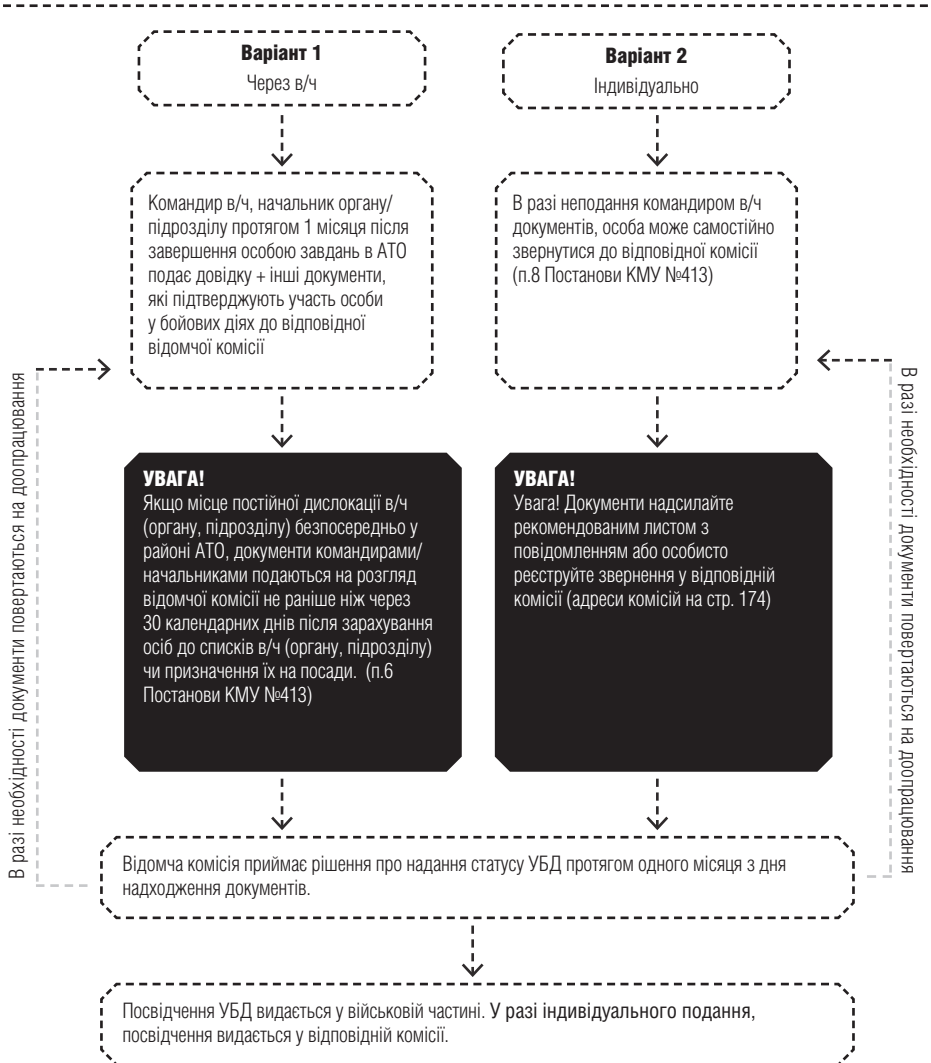 Варіант 1
Через в/ч
Варіант 2
Індивідуально
Командир в/ч, начальник органу/
підрозділу протягом 1 місяця після
завершення особою завдань в АТО
подає довідку + інші документи,
які підтверджують участь особи
у бойових діях до відповідної
відомчої комісії
В разі неподання командиром в/ч
документів, особа може самостійно
звернутися до відповідної комісії
(п.8 Постанови КМУ №413)
УВАГА!
Якщо місце постійної дислокації в/ч
(органу, підрозділу) безпосередньо у
районі АТО, документи командирами/
начальниками подаються на розгляд
відомчої комісії не раніше ніж через
30 календарних днів після зарахування
осіб до списків в/ч (органу, підрозділу)
чи призначення їх на посади. (п.6
Постанови КМУ №413)
УВАГА!
Увага! Документи надсилайте
рекомендованим листом з
повідомленням або особисто
реєструйте звернення у відповідній
комісії (адреси комісій на стр. 174)
В разі необхідності документи повертаються на доопрацювання
В разі необхідності документи повертаються на доопрацювання
Відомча комісія приймає рішення про надання статусу УБД протягом одного місяця з дня
надходження документів.
Посвідчення УБД видається у військовій частині. У разі індивідуального подання,
посвідчення видається у відповідній комісії.